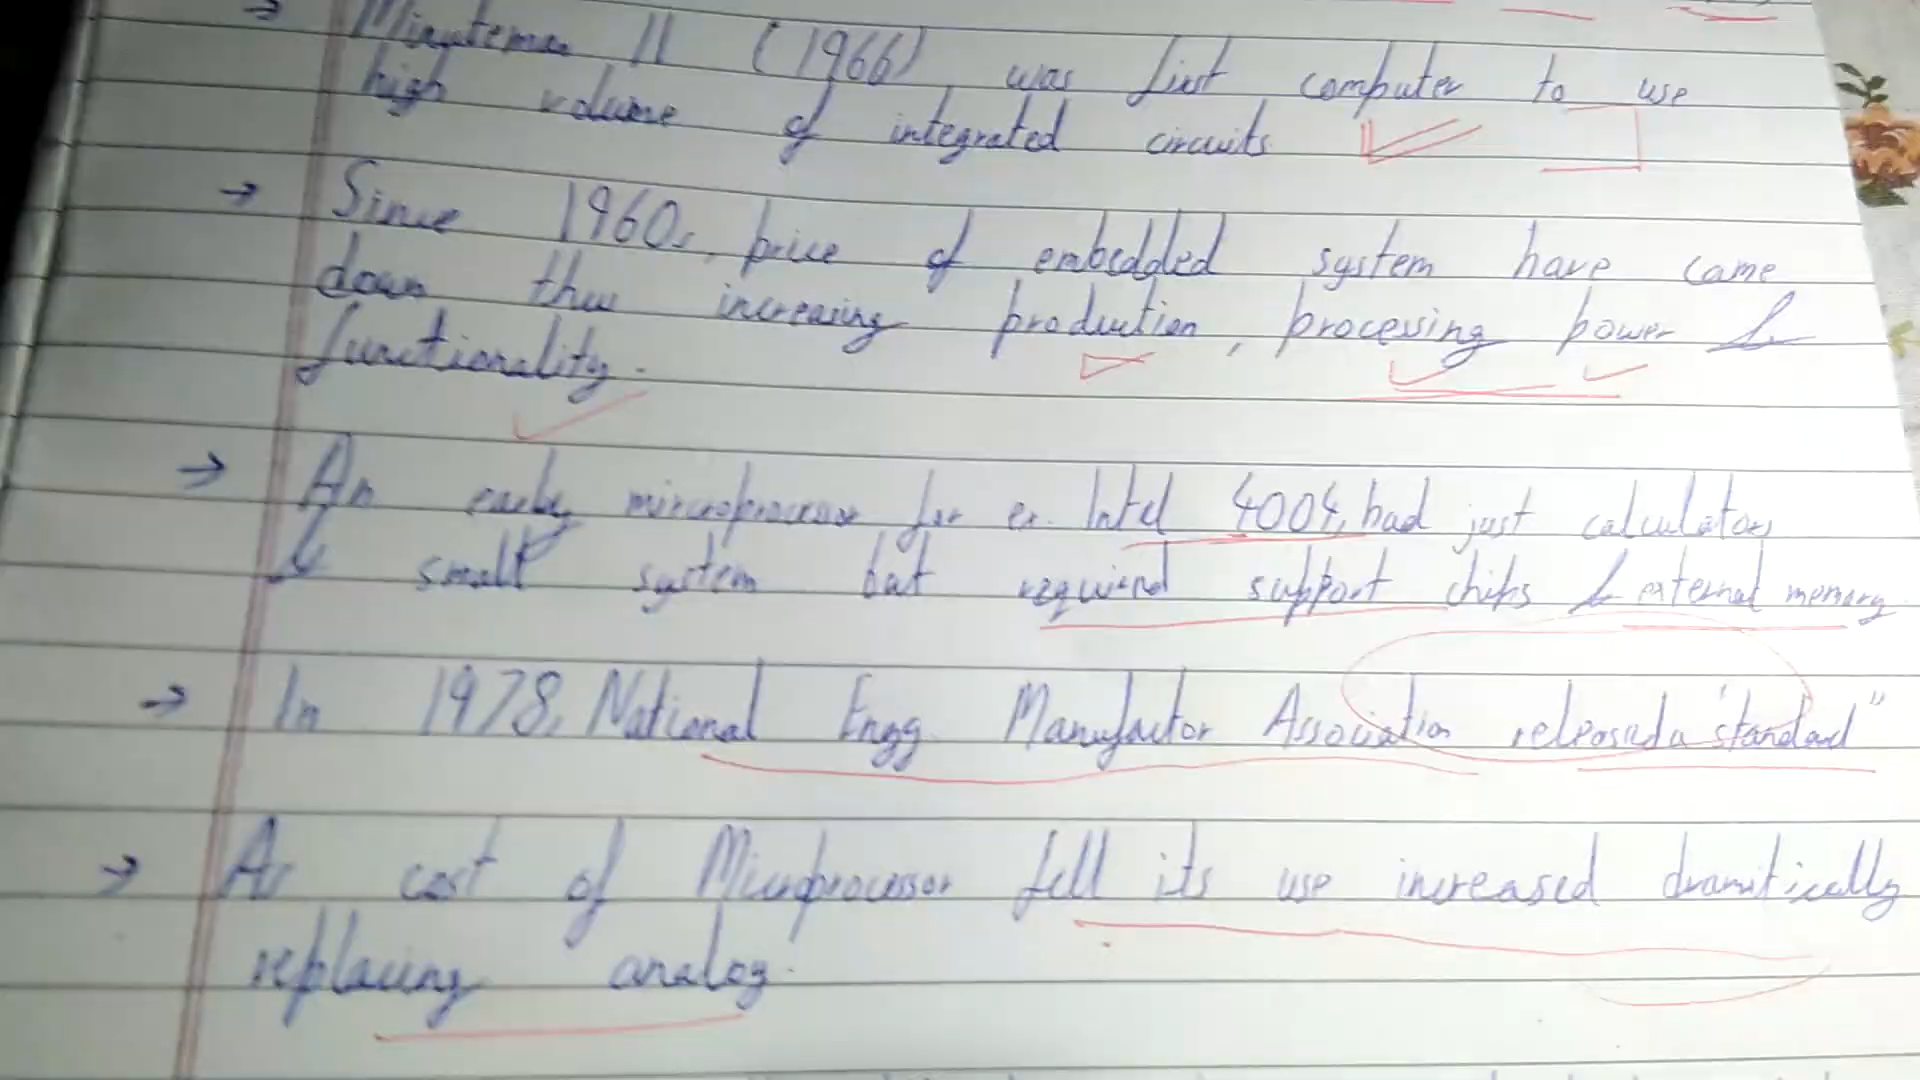 → Minuteman II (1966) was first computer to use
high volume of integrated circuits
→ Since 1960s, price of embedded system have came
down thus increasing production, processing power &
functionality.
→ An early microprocessor for ex. Intel 4004, had just calculators
& small system but required support chips & external memory
→ In 1978, National Engg. Manufactor Association released a "standard"
→ As cost of Microprocessor fell its use increased dramitically
replacing analog.